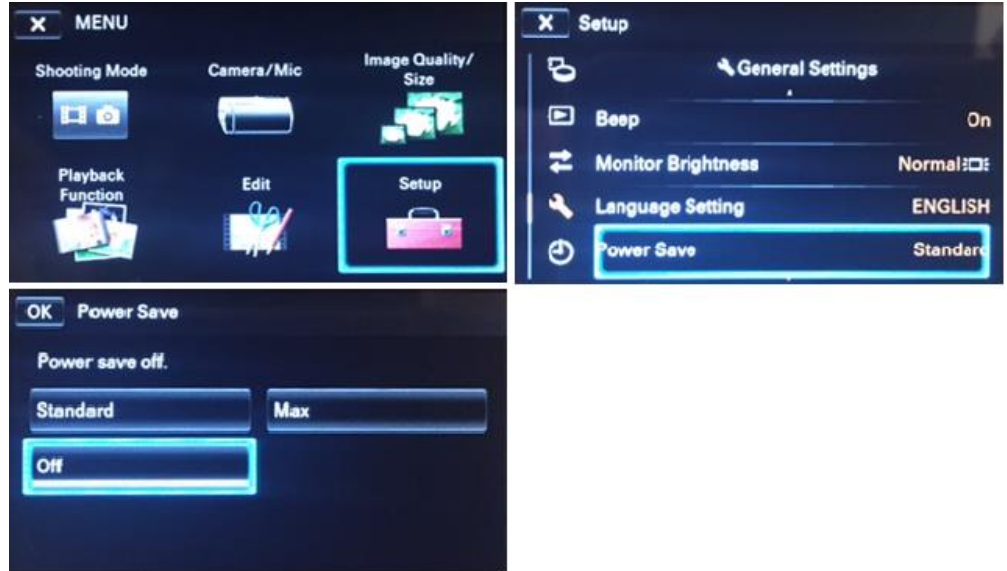 X MENU
Shooting Mode
Camera/Mic
Image Quality/
Size
Playback
Function
Edit
Setup
X Setup
General Settings
Beep On
Monitor Brightness Normal
Language Setting ENGLISH
Power Save Standard
OK Power Save
Power save off.
Standard
Max
Off